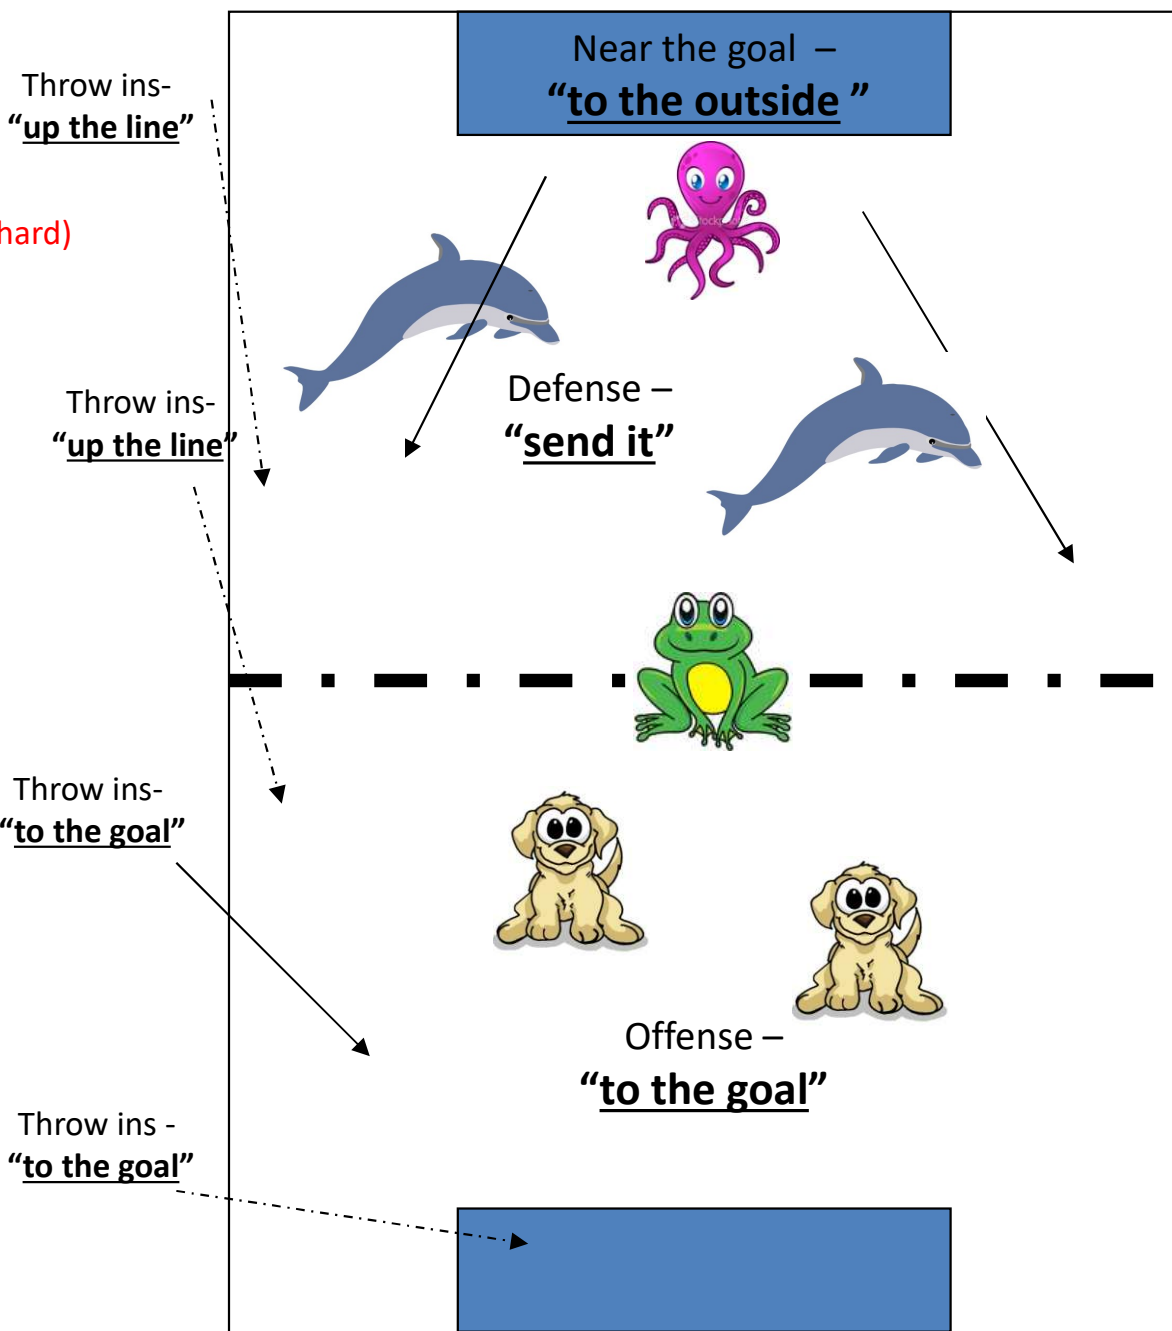 Near the goal –
“to the outside ”
Throw ins-
“up the line”
hard)
Throw ins-
“up the line”
Defense –
“send it”
Throw ins-
“to the goal”
Offense –
“to the goal”
Throw ins -
“to the goal”